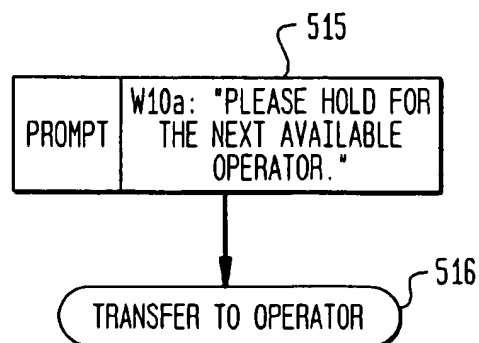 515
W10a: "PLEASE HOLD FOR
PROMPT THE NEXT AVAILABLE
OPERATOR."
516
TRANSFER TO OPERATOR